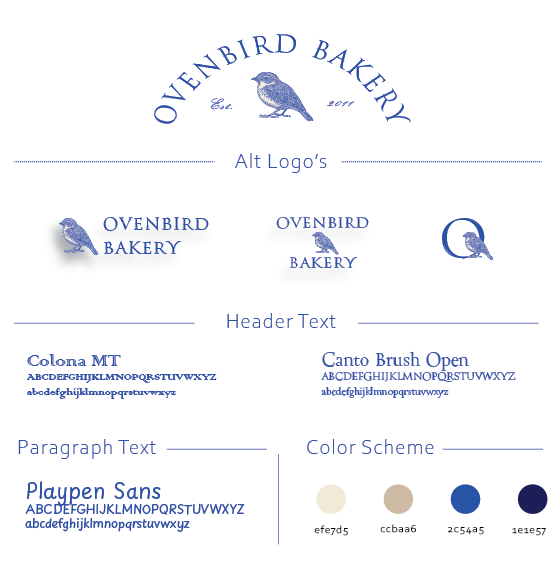 OVENBIRD BAKERY
Est. 2011
Alt Logo's
OVENBIRD
BAKERY
OVENBIRD
BAKERY
O
Header Text
Colona MT
ABCDEFGHIJKLMNOPQRSTUVWXYZ
abcdefghijklmnopqrstuvwxyz
Canto Brush Open
ABCDEFGHIJKLMNOPQRSTUVWXYZ
abcdefghijklmnopqrstuvwxyz
Paragraph Text
Playpen Sans
ABCDEFGHIJKLMNOPQRSTUVWXYZ
abcdefghijklmnopqrstuvwxyz
Color Scheme
efe7d5 ccbaa6 2c54a5 1e1e57